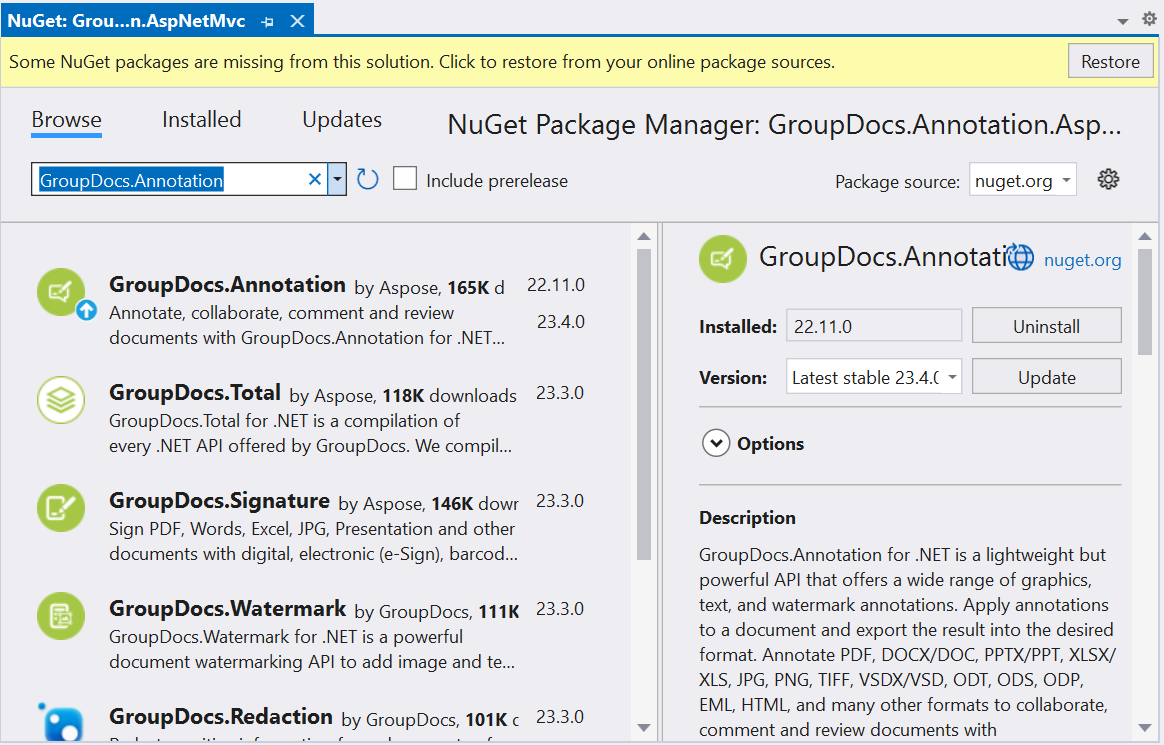 NuGet: Grou...n.AspNetMvc
Some NuGet packages are missing from this solution. Click to restore from your online package sources.
Restore
Browse
Installed
Updates
NuGet Package Manager: GroupDocs.Annotation.Asp...
GroupDocs.Annotation
Include prerelease
Package source:
nuget.org
GroupDocs.Annotation by Aspose, 165K d
22.11.0
Annotate, collaborate, comment and review
23.4.0
documents with GroupDocs.Annotation for .NET...
GroupDocs.Total by Aspose, 118K downloads
23.3.0
GroupDocs.Total for .NET is a compilation of
every .NET API offered by GroupDocs. We compil...
GroupDocs.Signature by Aspose, 146K dowr
23.3.0
Sign PDF, Words, Excel, JPG, Presentation and other
documents with digital, electronic (e-Sign), barcod...
GroupDocs.Watermark by GroupDocs, 111K
23.3.0
GroupDocs.Watermark for .NET is a powerful
document watermarking API to add image and te...
GroupDocs.Redaction by GroupDocs, 101K
23.3.0
GroupDocs.Annotati
nuget.org
Installed:
22.11.0
Uninstall
Version:
Latest stable 23.4.0
Update
Options
Description
GroupDocs.Annotation for .NET is a lightweight but
powerful API that offers a wide range of graphics,
text, and watermark annotations. Apply annotations
to a document and export the result into the desired
format. Annotate PDF, DOCX/DOC, PPTX/PPT, XLSX/
XLS, JPG, PNG, TIFF, VSDX/VSD, ODT, ODS, ODP,
EML, HTML, and many other formats to collaborate,
comment and review documents with